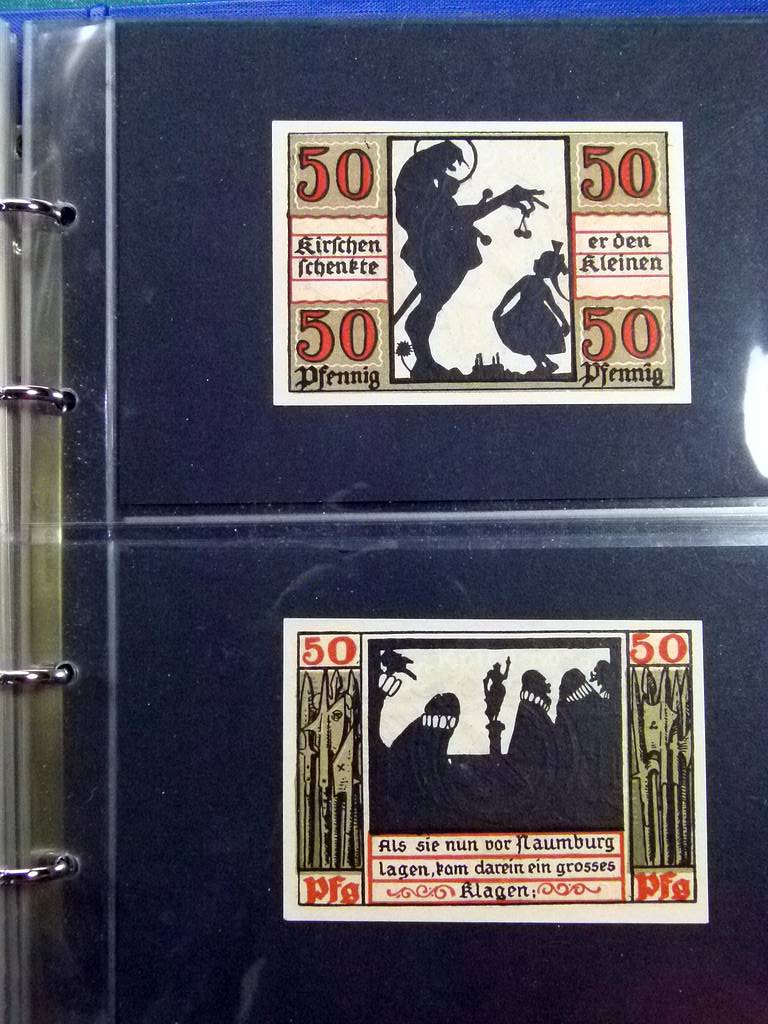 50 50
Kirschen
schenkte
er den
Kleinen
50 50
Pfennig Pfennig
50 50
Als sie nun vor Naumburg
lagen, kam darein ein grosses
Klagen;
Pfg Pfg